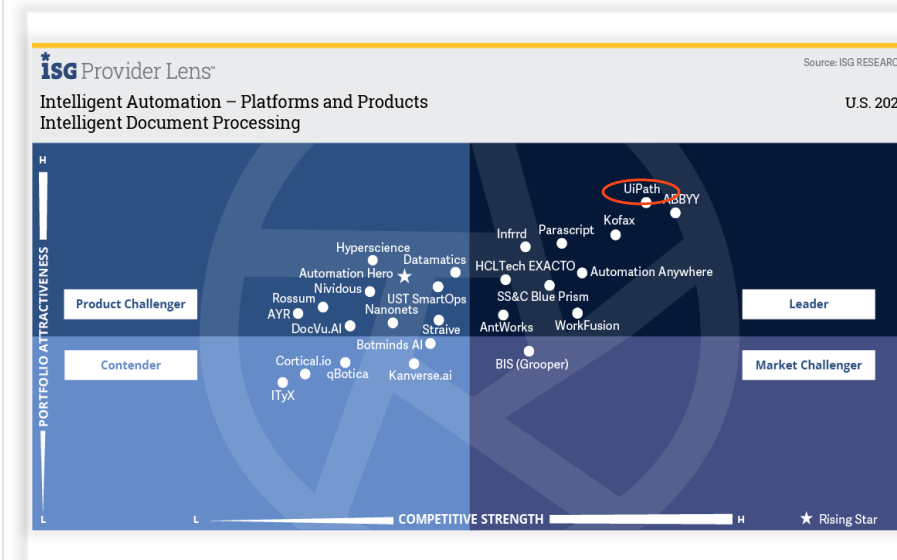 ISG Provider Lens™
Source: ISG RESEARC
Intelligent Automation – Platforms and Products
Intelligent Document Processing
U.S. 202
H
PORTFOLIO ATTRACTIVENESS
L
UiPath
ABBYY
Kofax
Parascript
Infrrd
Hyperscience
Datamatics
HCLTech EXACTO
Automation Anywhere
Automation Hero
Nividous
UST SmartOps
SS&C Blue Prism
Rossum
Nanonets
AYR
DocVu.AI
Straive
AntWorks
WorkFusion
Product Challenger
Leader
Botminds AI
Contender
Cortical.io
qBotica
Kanverse.ai
BIS (Grooper)
Market Challenger
ITyX
L
COMPETITIVE STRENGTH
H
Rising Star